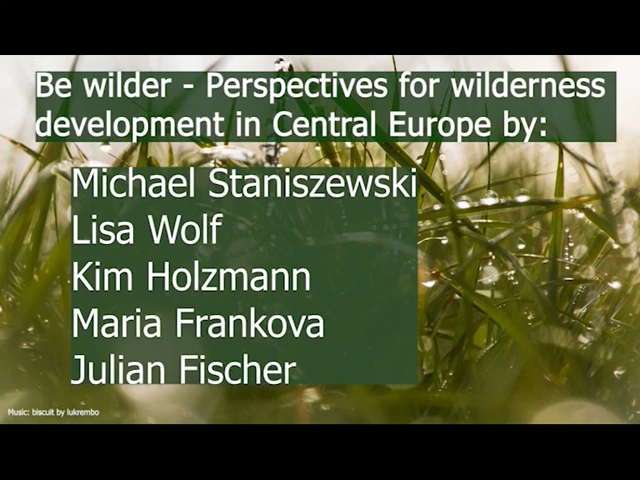 Be wilder - Perspectives for wilderness
development in Central Europe by:
Michael Staniszewski
Lisa Wolf
Kim Holzmann
Maria Frankova
Julian Fischer
Music: biscuit by lukrembo